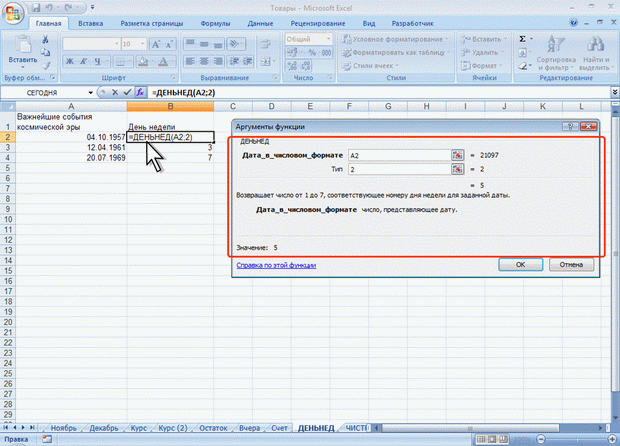 Товары - Microsoft Excel
Главная Вставка Разметка страницы Формулы Данные Рецензирование Вид Разработчик
Вставить
Буфер обм...
10
Шрифт
Выравнивание
Общий
Число
Условное форматирование
Форматировать как таблицу
Стили ячеек
Стили
Вставить
Удалить
Формат
Ячейки
Сортировка и фильтр
Найти и выделить
Редактирование
СЕГОДНЯ =ДЕНЬНЕД(A2;2)
A B C D E F G H I J K L
Важнейшие события
1 космической эры День недели
2 04.10.1957 =ДЕНЬНЕД(A2;2)
3 12.04.1961 3
4 20.07.1969 7
5
6
7
8
9
10
11
12
13
14
15
16
17
18
19
20
21
22
23
24
25
26
27
28
Аргументы функции
ДЕНЬНЕД
Дата_в_числовом_формате A2 = 21097
Тип 2 = 2
= 5
Возвращает число от 1 до 7, соответствующее номеру дня недели для заданной даты.
Дата_в_числовом_формате число, представляющее дату.
Значение: 5
Справка по этой функции
ОК Отмена
Ноябрь Декабрь Курс Курс (2) Остаток Вчера Счет ДЕНЬНЕД ЧИСТ
Правка